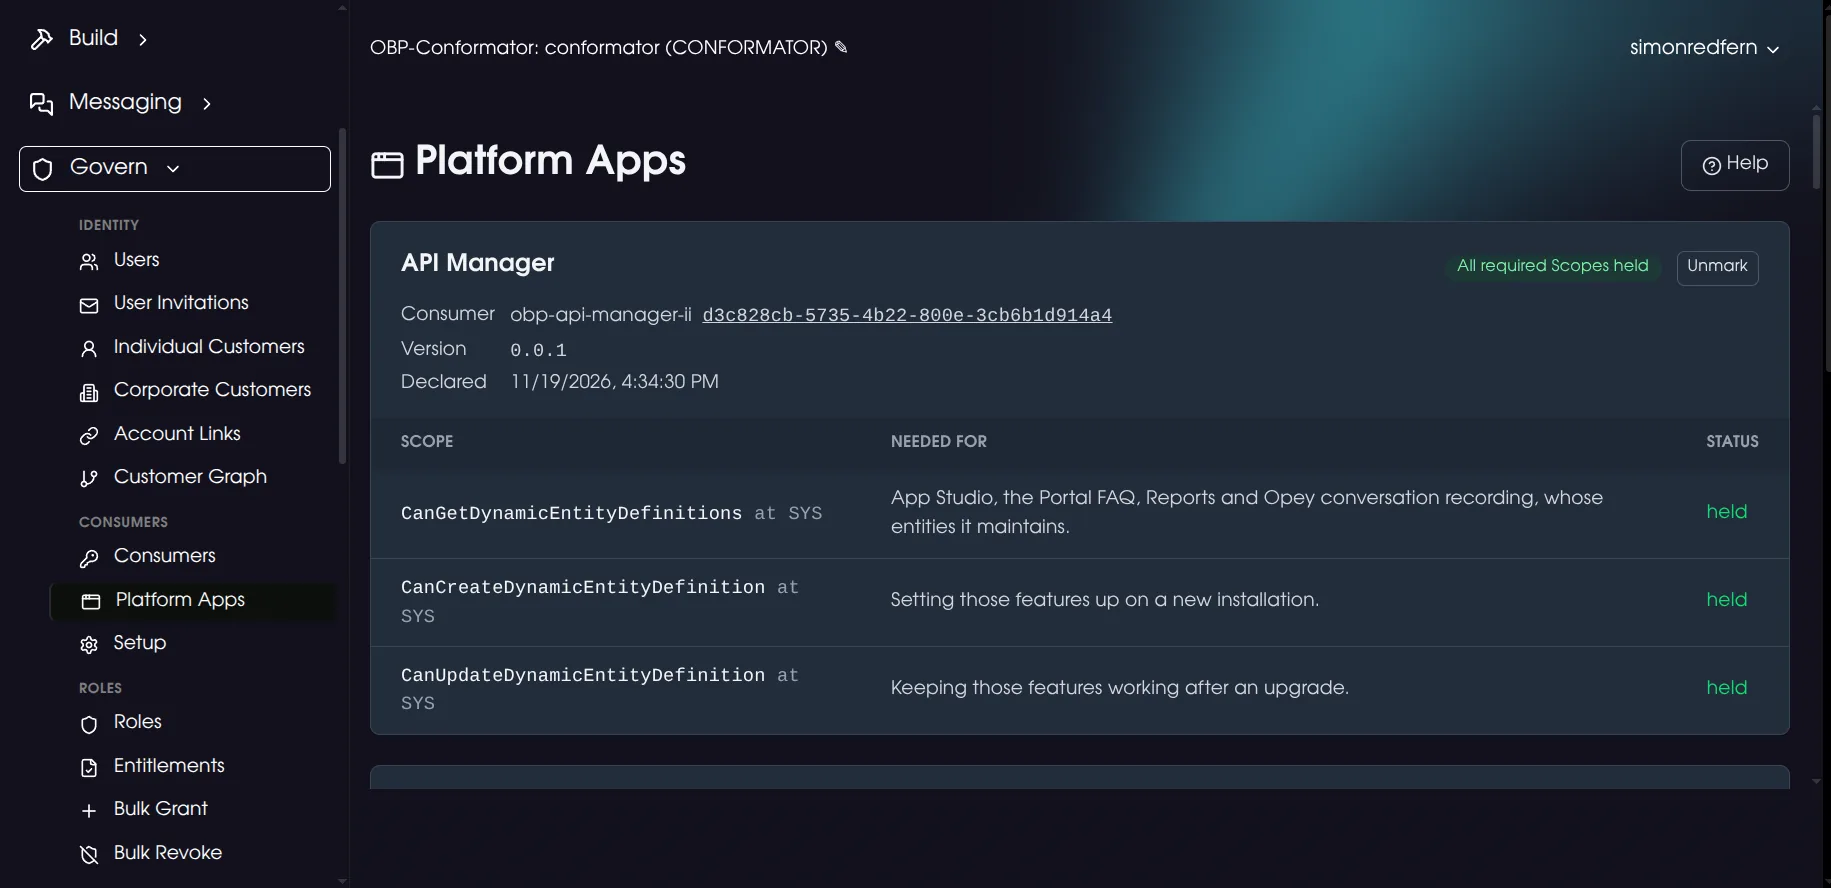 Build
Messaging
Govern
IDENTITY
Users
User Invitations
Individual Customers
Corporate Customers
Account Links
Customer Graph
CONSUMERS
Consumers
Platform Apps
Setup
ROLES
Roles
Entitlements
Bulk Grant
Bulk Revoke
OBP-Conformator: conformator (CONFORMATOR) ✎
simonredfern
Platform Apps
Help
API Manager
All required Scopes held
Unmark
Consumer obp-api-manager-ii d3c828cb-5735-4b22-800e-3cb6b1d914a4
Version 0.0.1
Declared 11/19/2026, 4:34:30 PM
SCOPE NEEDED FOR STATUS
CanGetDynamicEntityDefinitions at SYS
App Studio, the Portal FAQ, Reports and Opey conversation recording, whose
entities it maintains.
held
CanCreateDynamicEntityDefinition at
SYS
Setting those features up on a new installation.
held
CanUpdateDynamicEntityDefinition at
SYS
Keeping those features working after an upgrade.
held